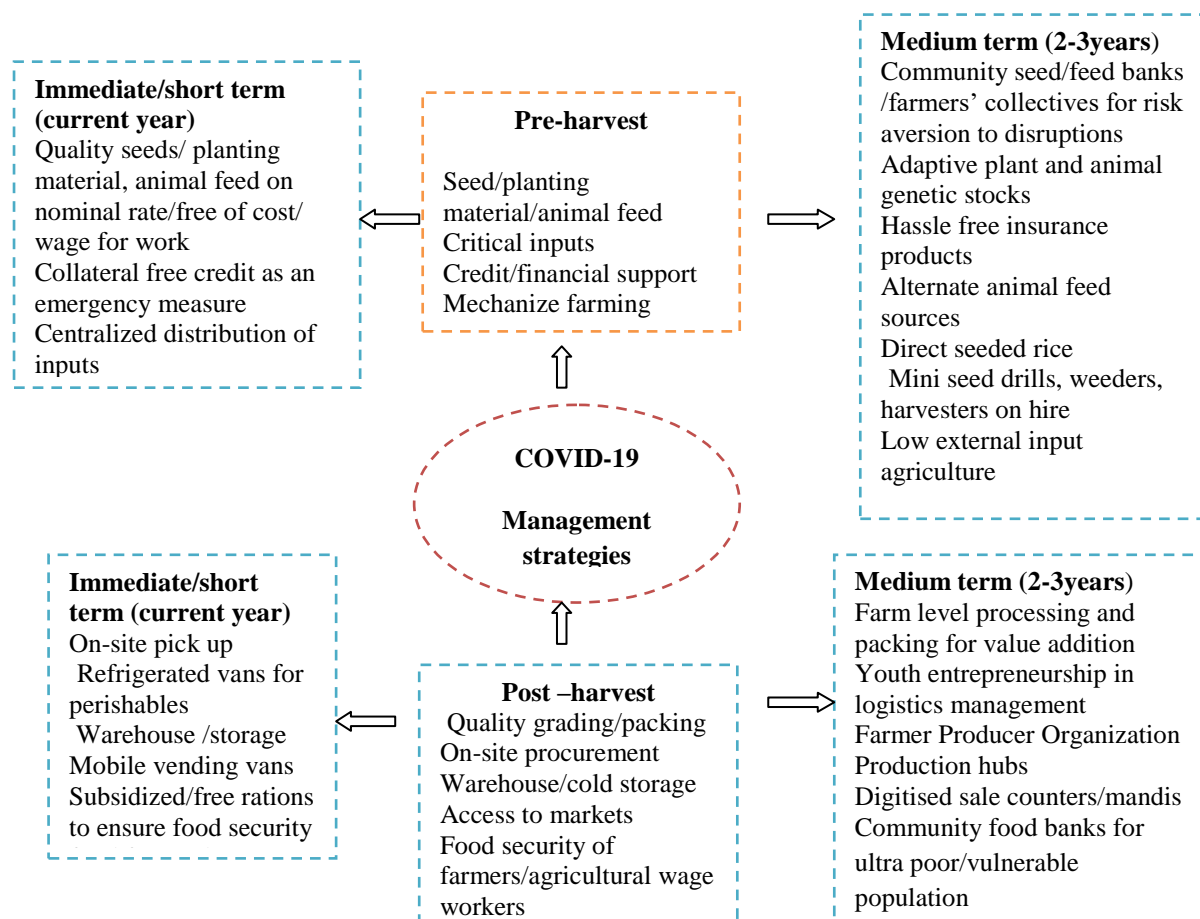 Immediate/short term
(current year)
Quality seeds/ planting
material, animal feed on
nominal rate/free of cost/
wage for work
Collateral free credit as an
emergency measure
Centralized distribution of
inputs
Pre-harvest
Seed/planting
material/animal feed
Critical inputs
Credit/financial support
Mechanize farming
Medium term (2-3years)
Community seed/feed banks
/farmers’ collectives for risk
aversion to disruptions
Adaptive plant and animal
genetic stocks
Hassle free insurance
products
Alternate animal feed
sources
Direct seeded rice
Mini seed drills, weeders,
harvesters on hire
Low external input
agriculture
COVID-19
Management
strategies
Immediate/short
term (current year)
On-site pick up
Refrigerated vans for
perishables
Warehouse /storage
Mobile vending vans
Subsidized/free rations
to ensure food security
Post –harvest
Quality grading/packing
On-site procurement
Warehouse/cold storage
Access to markets
Food security of
farmers/agricultural wage
workers
Medium term (2-3years)
Farm level processing and
packing for value addition
Youth entrepreneurship in
logistics management
Farmer Producer Organization
Production hubs
Digitised sale counters/mandis
Community food banks for
ultra poor/vulnerable
population